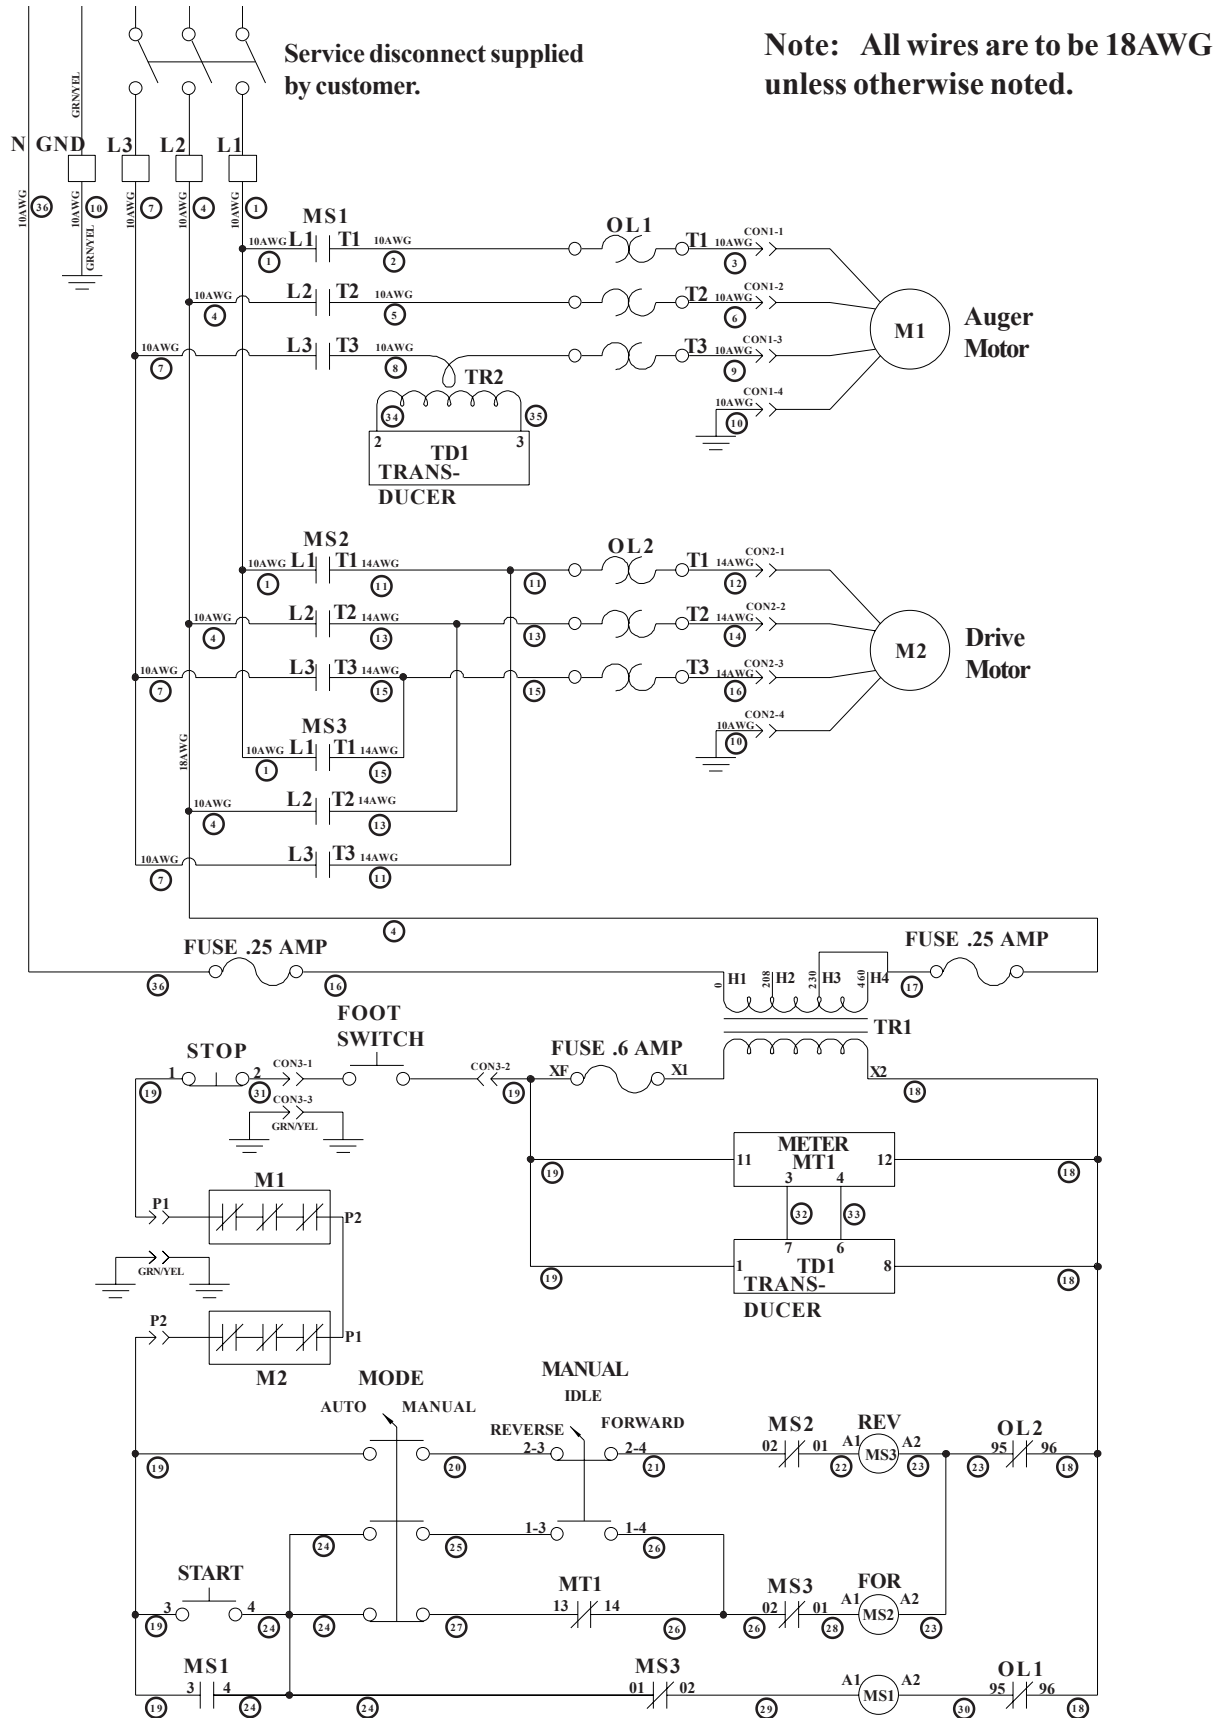 Service disconnect supplied
by customer.
Note: All wires are to be 18AWG
unless otherwise noted.
GRN/YEL
N GND L3 L2 L1
10AWG 36 10AWG 10 10AWG 7 10AWG 4 10AWG 1
GRN/YEL
MS1 OL1
10AWG L1 T1 10AWG T1 10AWG CON1-1
1 2 3
10AWG L2 T2 10AWG T2 10AWG CON1-2
4 5 6
M1
Auger
Motor
10AWG L3 T3 10AWG T3 10AWG CON1-3
7 8 9
TR2
34 35
10AWG CON1-4
10
2 3
TD1
TRANS-
DUCER
MS2 OL2
10AWG L1 T1 14AWG T1 14AWG CON2-1
1 11 11 12
10AWG L2 T2 14AWG T2 14AWG CON2-2
4 13 13 14
M2
Drive
Motor
10AWG L3 T3 14AWG T3 14AWG CON2-3
7 15 15 16
18AWG
MS3
10AWG CON2-4
10
10AWG L1 T1 14AWG
1 15
10AWG L2 T2 14AWG
4 13
10AWG L3 T3 14AWG
7 11
4
FUSE .25 AMP FUSE .25 AMP
0 H1 208 H2 230 H3 460 H4
36 16 17
TR1
FOOT
SWITCH
STOP FUSE .6 AMP
1 2 CON3-1 CON3-2 XF X1 X2
19 31 19 18
CON3-3
GRN/YEL
METER
MT1
11 12
19 18
3 4
32 33
7 6
TD1
1 8
TRANS-
DUCER
19 18
M1
P1 P2
GRN/YEL
P2 P1
M2
MODE
AUTO MANUAL
MANUAL
IDLE
REVERSE FORWARD
MS2 REV OL2
2-3 2-4 02 01 A1 MS3 A2 95 96
19 20 21 22 23 23 18
1-3 1-4
24 25 26
START MT1 MS3 FOR
3 4 13 14 02 01 A1 MS2 A2
19 24 24 27 26 26 28 23
MS1 MS3 OL1
3 4 01 02 A1 MS1 A2 95 96
19 24 24 29 30 18